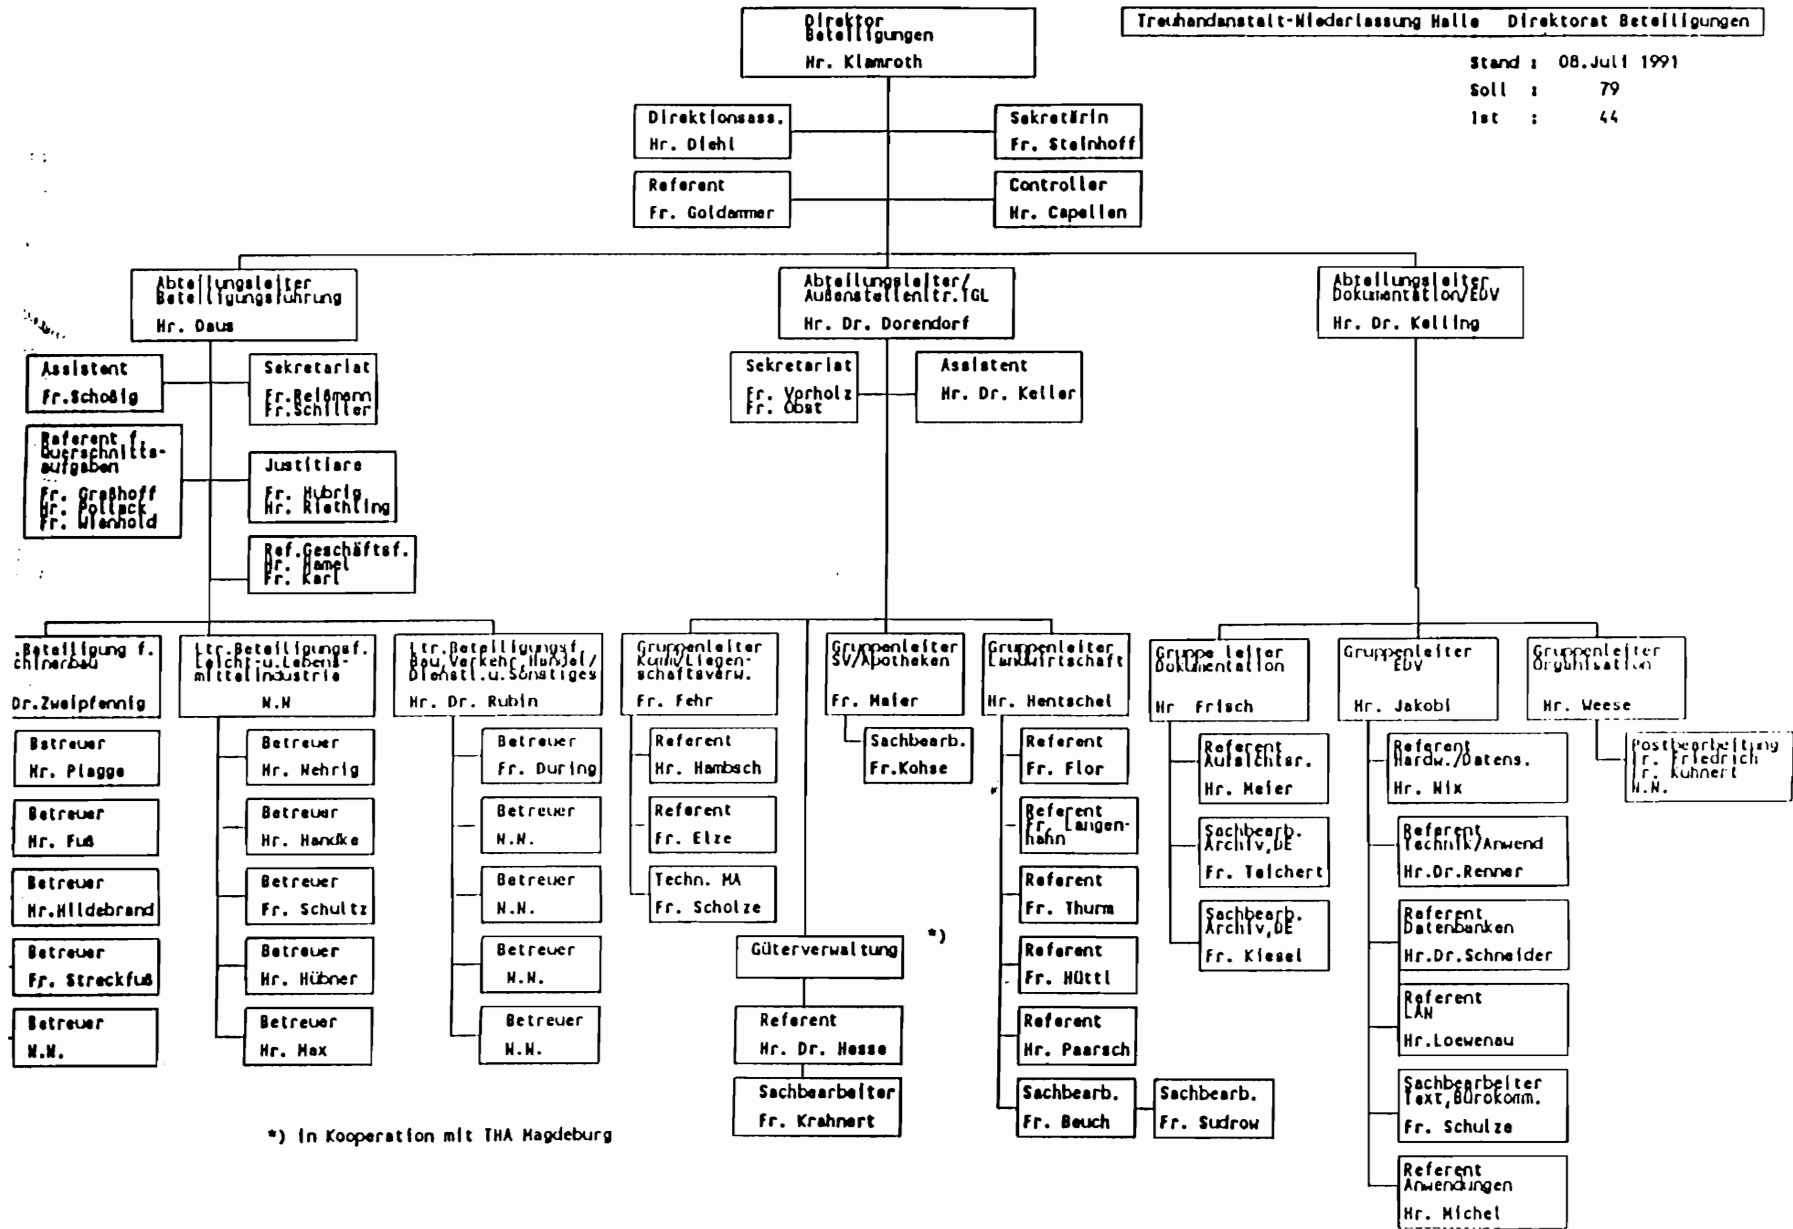 Direktor
Beteiligungen
Hr. Klamroth
Treuhandanstalt-Niederlassung Halle Direktorat Beteiligungen
Stand : 08.Juli 1991
Soll : 79
Ist : 44
Direktionsass.
Hr. Diehl
Sekretärin
Fr. Steinhoff
Referent
Fr. Goldammer
Controller
Hr. Capellen
Abteilungsleiter
Beteiligungsführung
Hr. Daus
Abteilungsleiter/
Außenstellenltr.TGL
Hr. Dr. Dorendorf
Abteilungsleiter
Dokumentation/EDV
Hr. Dr. Kelling
Assistent
Fr.Schoßig
Sekretariat
Fr.Reißmann
Fr.Schiller
Sekretariat
Fr. Vorholz
Fr. Obst
Assistent
Hr. Dr. Keller
Referent f.
Querschnitts-
aufgaben
Fr. Graßhoff
Hr. Pollack
Fr. Wienhold
Justitiare
Fr. Hubrig
Hr. Riethling
Ref.Geschäftsf.
Hr. Hamel
Fr. Karl
.Beteiligung f.
chinenbau
Dr.Zweipfennig
Ltr.Beteiligungsf.
Leicht-u.Lebens-
mittelindustrie
N.N
Ltr.Beteiligungsf.
Bau,Verkehr,Handel/
Dienstl.u.Sonstiges
Hr. Dr. Rubin
Gruppenleiter
Komm/Liegen-
schaftsverw.
Fr. Fehr
Gruppenleiter
SV/Apotheken
Fr. Meier
Gruppenleiter
Landwirtschaft
Hr. Hentschel
Gruppe leiter
Dokumentation
Hr Frisch
Gruppenleiter
EDV
Hr. Jakobi
Gruppenleiter
Organisation
Hr. Weese
Betreuer
Hr. Plagge
Betreuer
Hr. Fuß
Betreuer
Hr.Hildebrand
Betreuer
Fr. Streckfuß
Betreuer
N.N.
Betreuer
Hr. Wehrig
Betreuer
Hr. Handke
Betreuer
Fr. Schultz
Betreuer
Hr. Hübner
Betreuer
Hr. Max
Betreuer
Fr. During
Betreuer
N.N.
Betreuer
N.N.
Betreuer
N.N.
Betreuer
N.N.
Referent
Hr. Hambsch
Referent
Fr. Elze
Techn. MA
Fr. Scholze
Sachbearb.
Fr.Kohse
Güterverwaltung
*)
Referent
Hr. Dr. Hesse
Sachbearbeiter
Fr. Krahnert
Referent
Fr. Flor
Referent
Fr. Langen-
hahn
Referent
Fr. Thurm
Referent
Fr. Hüttl
Referent
Hr. Paarsch
Sachbearb.
Fr. Beuch
Sachbearb.
Fr. Sudrow
Referent
Aufsichtsr.
Hr. Meier
Sachbearb.
Archiv,DE
Fr. Teichert
Sachbearb.
Archiv,DE
Fr. Kiesel
Referent
Hardw./Datens.
Hr. Nix
Referent
Technik/Anwend
Hr.Dr.Renner
Referent
Datenbanken
Hr.Dr.Schneider
Referent
LAN
Hr.Loewenau
Sachbearbeiter
Text,Bürokomm.
Fr. Schulze
Referent
Anwendungen
Hr. Michel
Postbearbeitung
Fr. Friedrich
Fr. Kuhnert
N.N.
*) in Kooperation mit THA Magdeburg